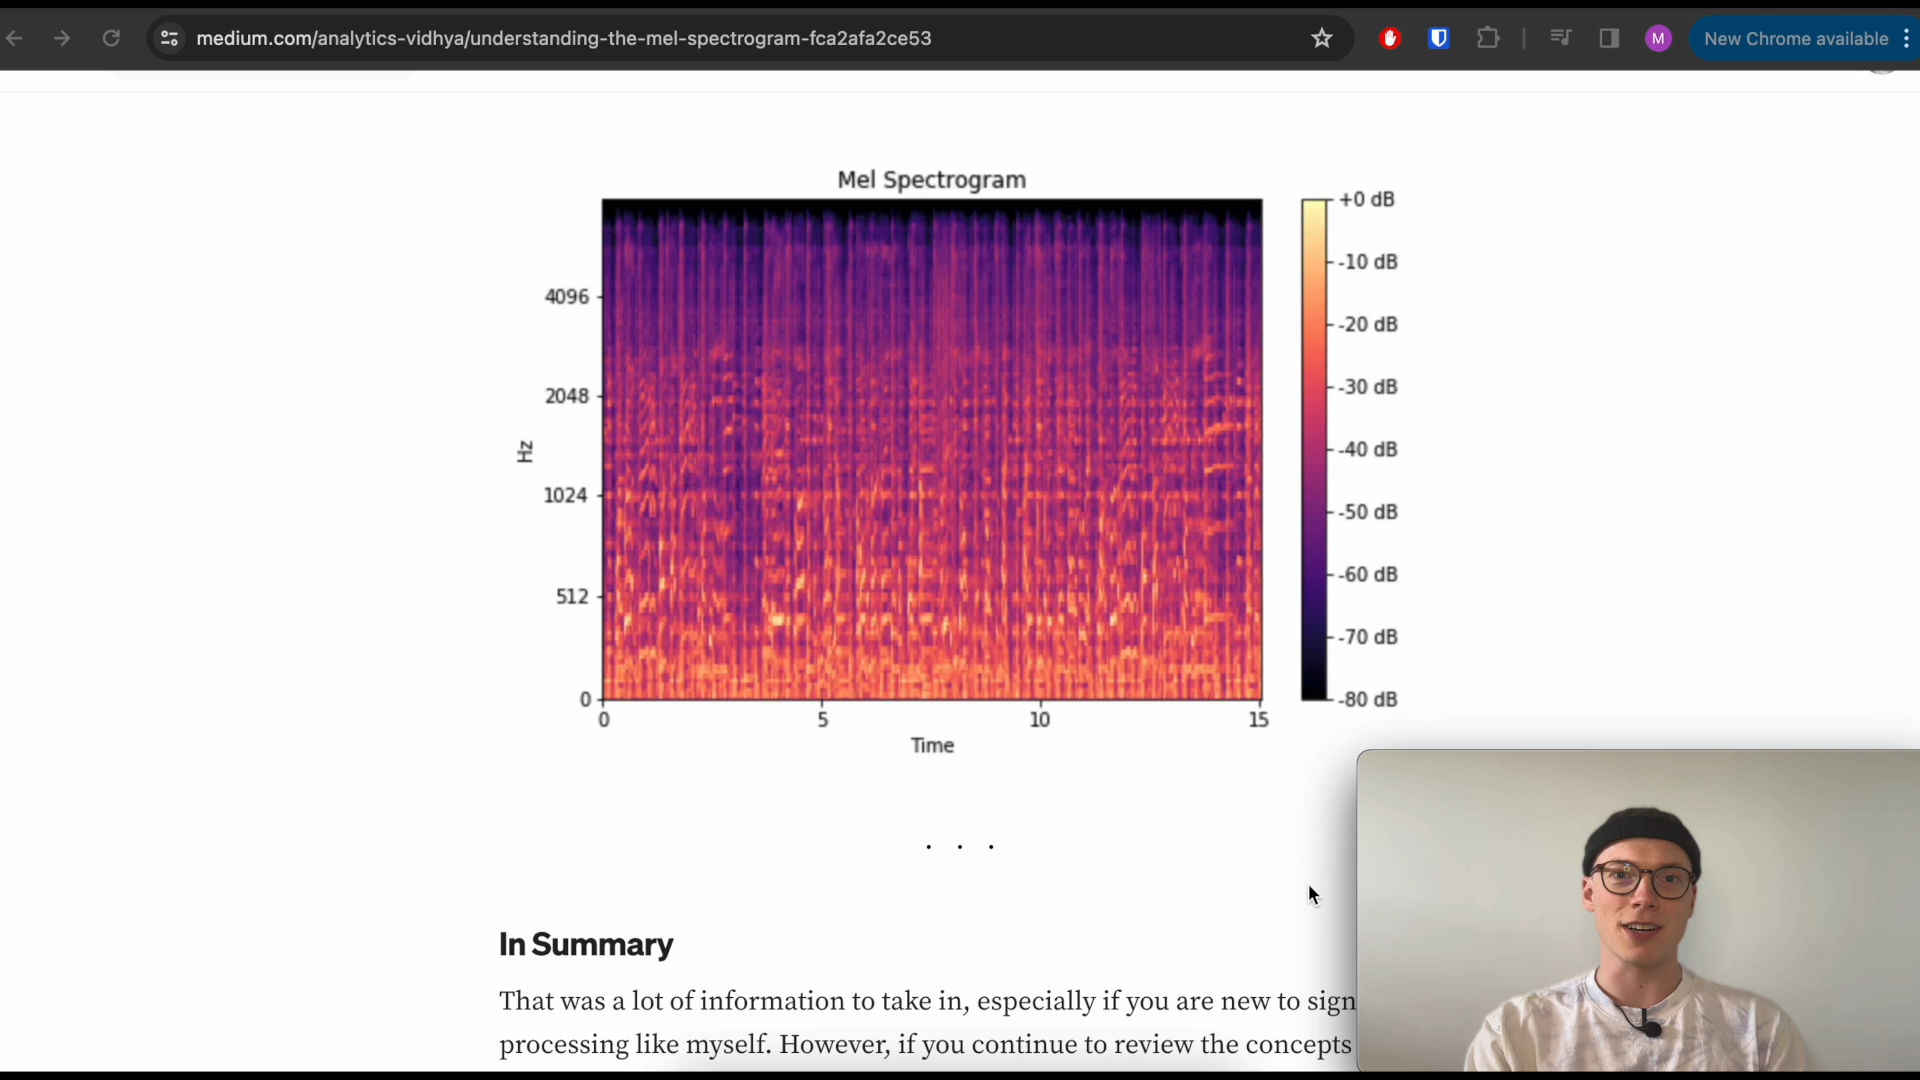 medium.com/analytics-vidhya/understanding-the-mel-spectrogram-fca2afa2ce53
M
New Chrome available
Mel Spectrogram
+0 dB
-10 dB
4096
-20 dB
2048
-30 dB
Hz
-40 dB
1024
-50 dB
512
-60 dB
-70 dB
0
-80 dB
0 5 10 15
Time
. . .
In Summary
That was a lot of information to take in, especially if you are new to sign
processing like myself. However, if you continue to review the concepts